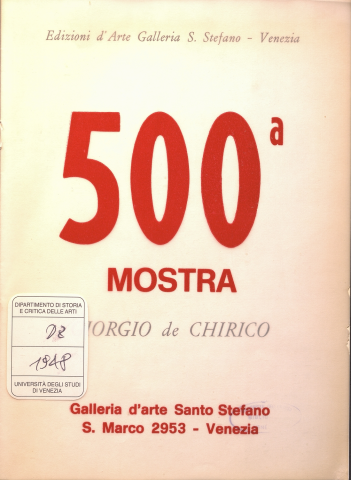 Edizioni d'Arte Galleria S. Stefano - Venezia
500ª
MOSTRA
IORGIO de CHIRICO
DIPARTIMENTO DI STORIA
E CRITICA DELLE ARTI
1948
UNIVERSITÀ DEGLI STUDI
DI VENEZIA
Galleria d'arte Santo Stefano
S. Marco 2953 - Venezia